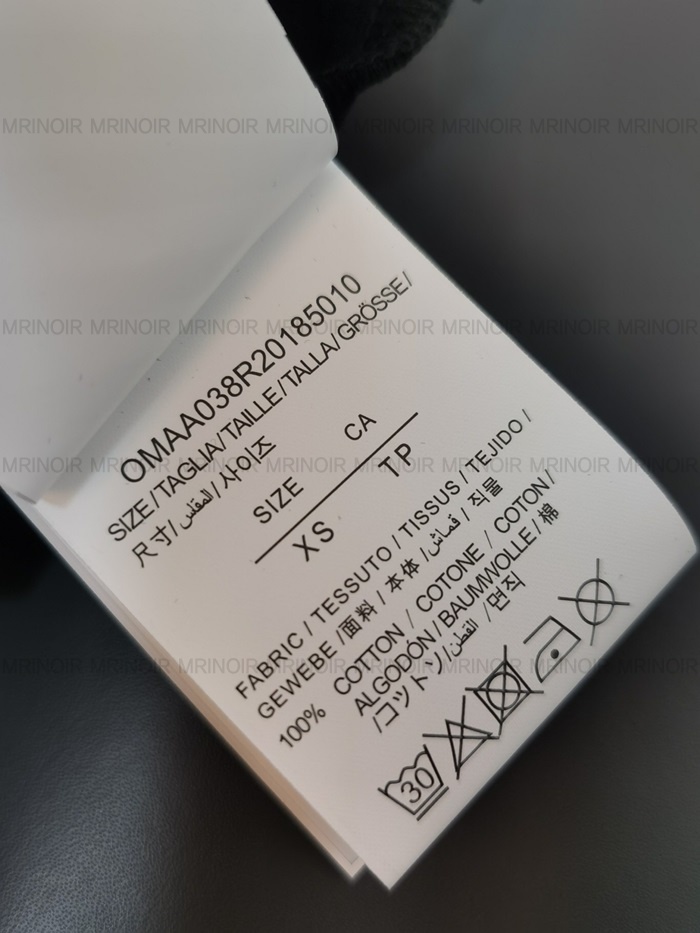 MRINOIR MRINOIR MRINOIR MRINOIR MRINOIR MRINOIR MRINOIR MRINOIR
OMAA038R20185010
SIZE/TAGLIA/TAILLE/TALLA/GRÖSSE/
尺寸/المقلس/사이즈
SIZE CA
XS TP
FABRIC / TESSUTO / TISSUS / TEJIDO /
GEWEBE /面料 / 本体 /قماش/ 직물
100% COTTON / COTONE / COTON /
ALGODÓN / BAUMWOLLE / 棉
/コットン/القطن /면직
30